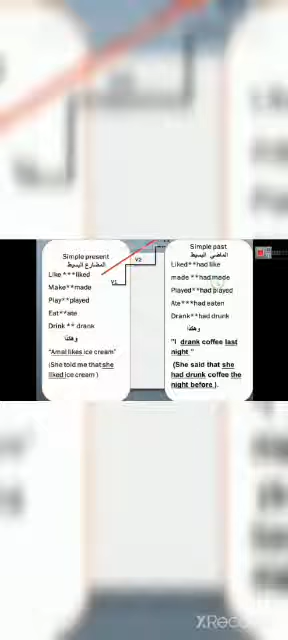 Simple present
المضارع البسيط
Like ***liked
Make**made
Play**played
Eat**ate
Drink ** drank
وهكذا
"Amal likes ice cream"
(She told me that she
liked ice cream )
V1
V2
Simple past
الماضي البسيط
Liked**had like
made **had made
Played**had played
Ate***had eaten
Drank**had drunk
وهكذا
"I drank coffee last
night "
(She said that she
had drunk coffee the
night before ).